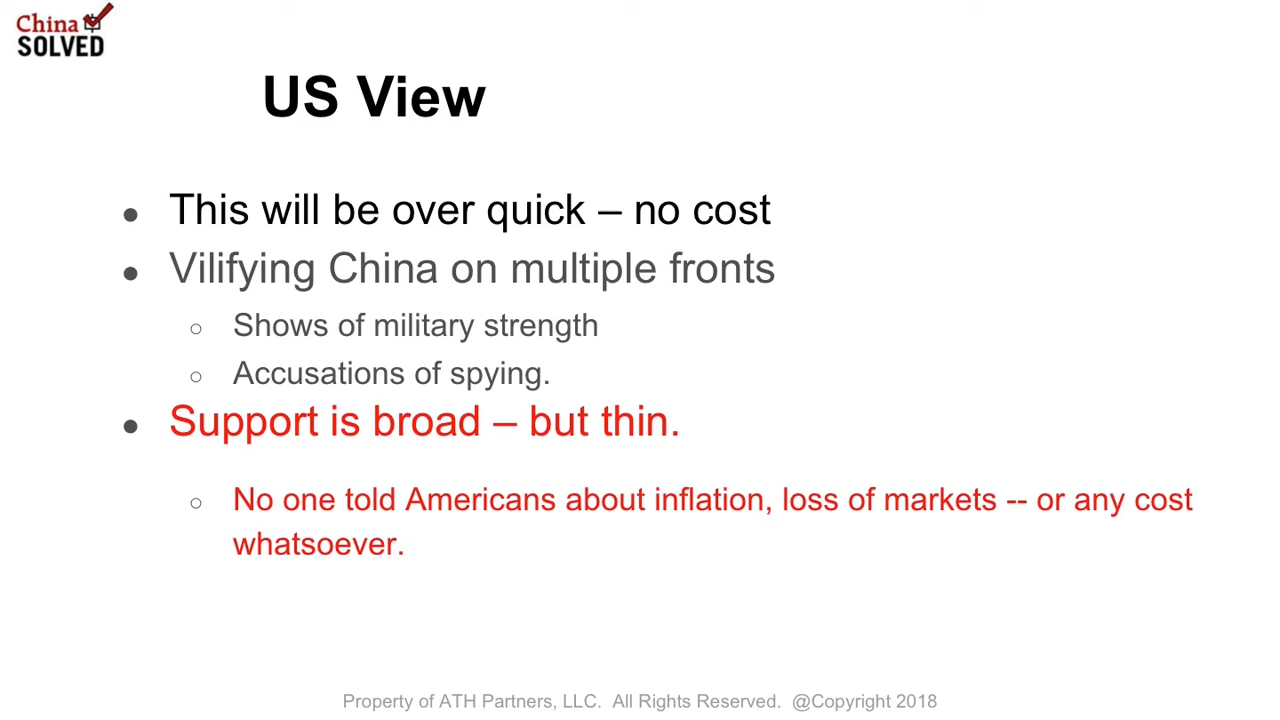 China
SOLVED
US View
● This will be over quick – no cost
● Vilifying China on multiple fronts
○ Shows of military strength
○ Accusations of spying.
● Support is broad – but thin.
○ No one told Americans about inflation, loss of markets -- or any cost
whatsoever.
Property of ATH Partners, LLC. All Rights Reserved. @Copyright 2018